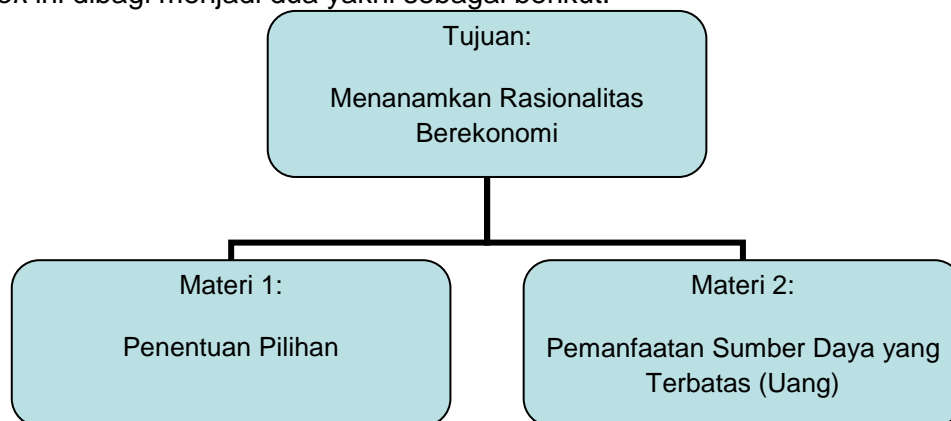 ini dibagi menjadi dua yakni sebagai berikut:
Tujuan:
Menanamkan Rasionalitas
Berekonomi
Materi 1:
Penentuan Pilihan
Materi 2:
Pemanfaatan Sumber Daya yang
Terbatas (Uang)